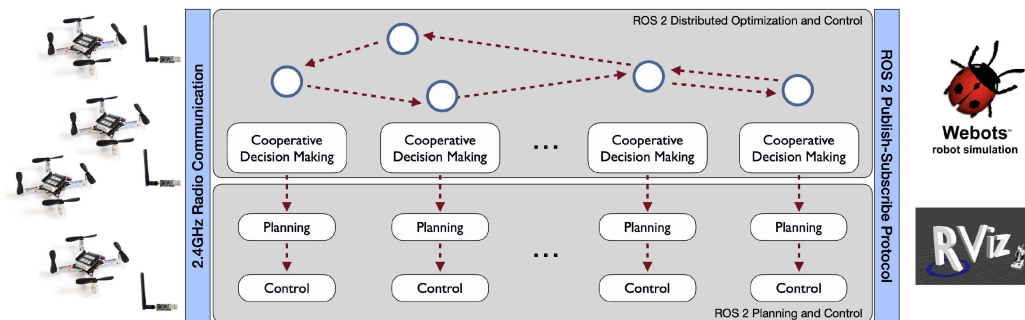 2.4GHz Radio Communication
ROS 2 Distributed Optimization and Control
Cooperative
Decision Making
Cooperative
Decision Making
...
Cooperative
Decision Making
Cooperative
Decision Making
Planning
Planning
Planning
Planning
...
Control
Control
Control
Control
ROS 2 Planning and Control
ROS 2 Publish-Subscribe Protocol
Webots™
robot simulation
RViz